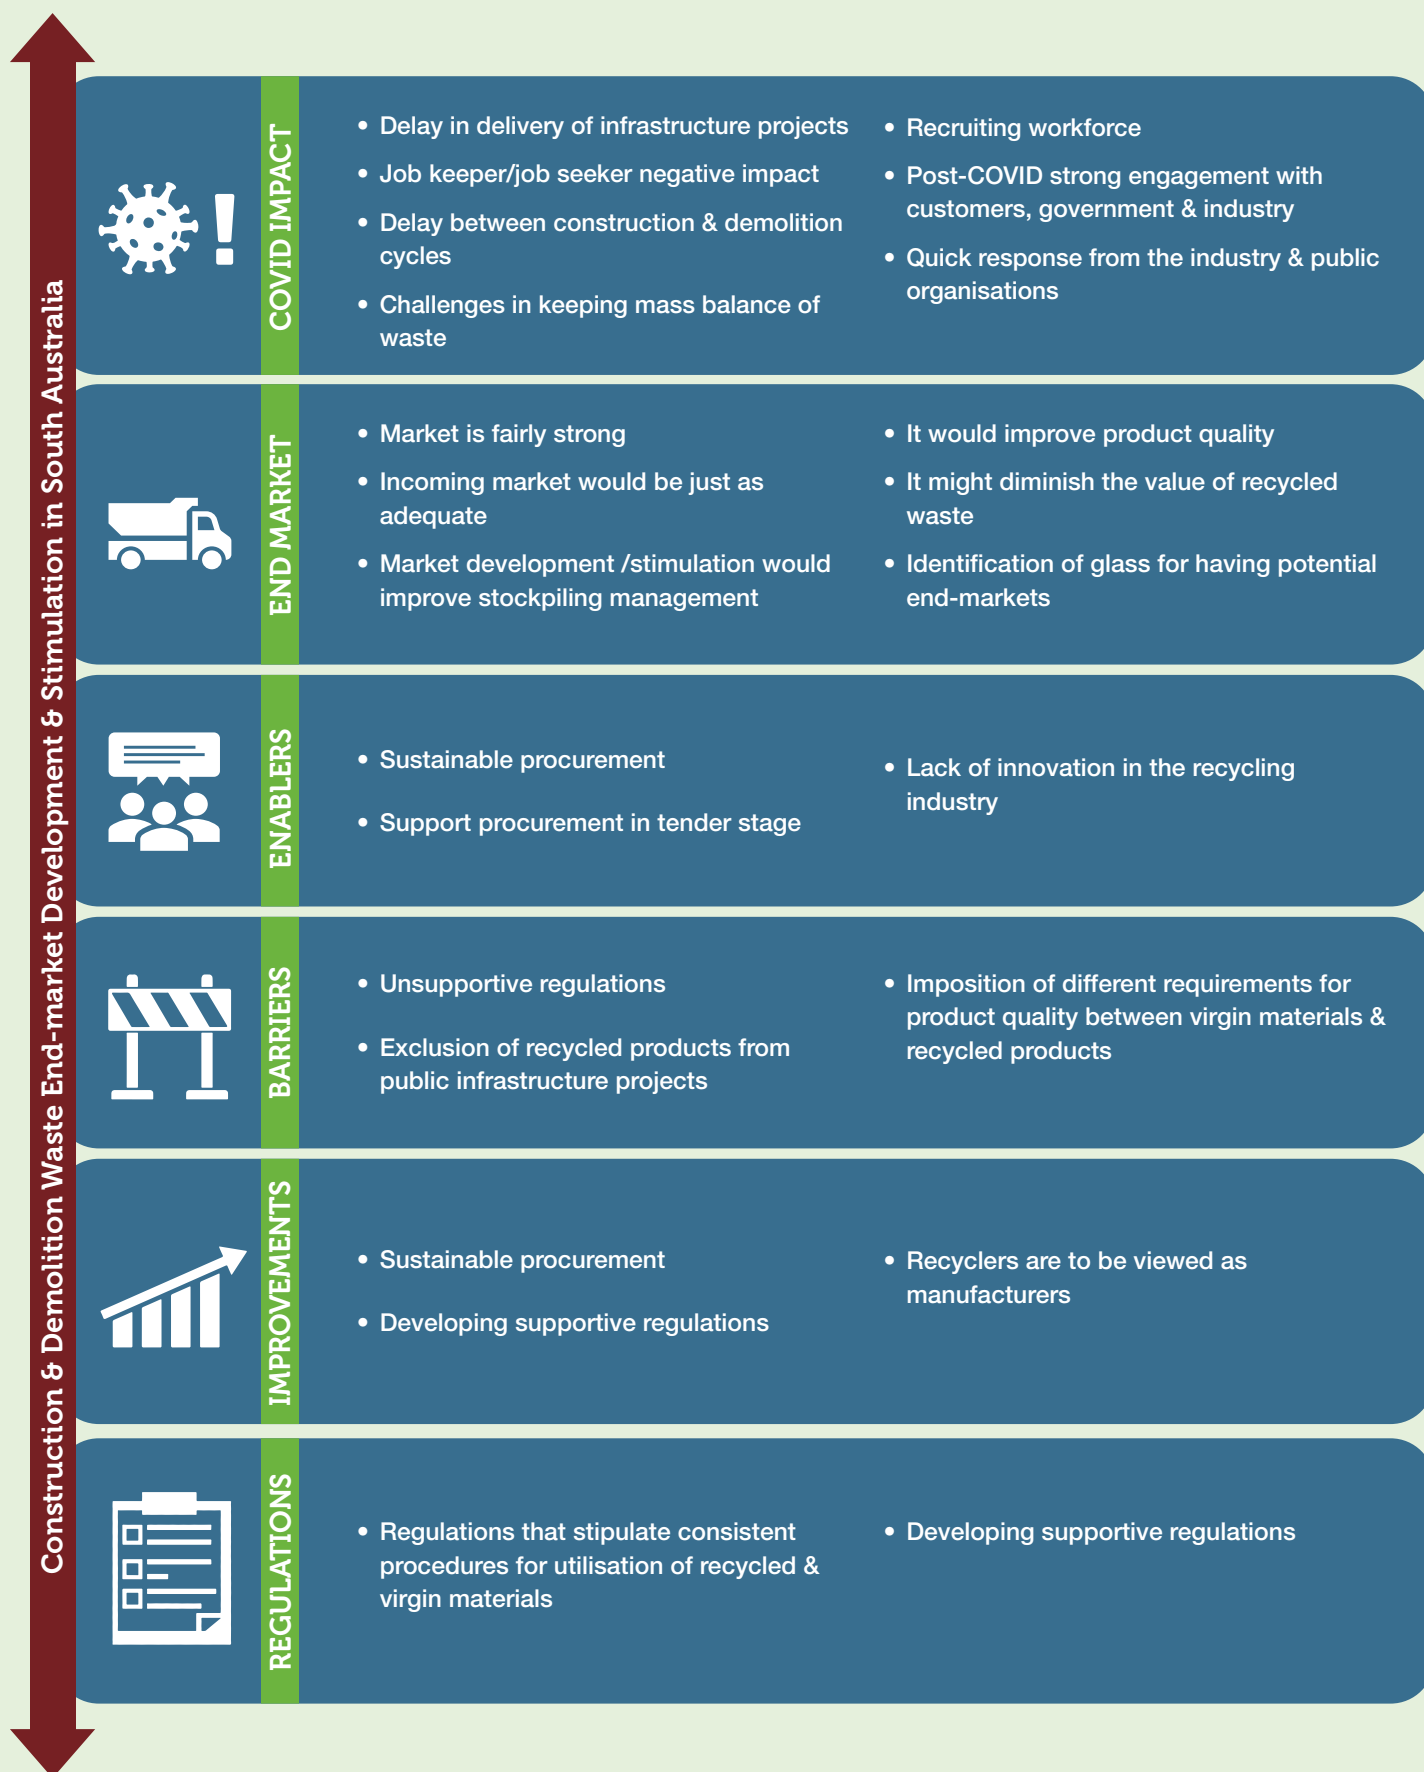 Construction & Demolition Waste End-market Development & Stimulation in South Australia
COVID IMPACT
• Delay in delivery of infrastructure projects
• Job keeper/job seeker negative impact
• Delay between construction & demolition
cycles
• Challenges in keeping mass balance of
waste
• Recruiting workforce
• Post-COVID strong engagement with
customers, government & industry
• Quick response from the industry & public
organisations
END MARKET
• Market is fairly strong
• Incoming market would be just as
adequate
• Market development /stimulation would
improve stockpiling management
• It would improve product quality
• It might diminish the value of recycled
waste
• Identification of glass for having potential
end-markets
ENABLERS
• Sustainable procurement
• Support procurement in tender stage
• Lack of innovation in the recycling
industry
BARRIERS
• Unsupportive regulations
• Exclusion of recycled products from
public infrastructure projects
• Imposition of different requirements for
product quality between virgin materials &
recycled products
IMPROVEMENTS
• Sustainable procurement
• Developing supportive regulations
• Recyclers are to be viewed as
manufacturers
REGULATIONS
• Regulations that stipulate consistent
procedures for utilisation of recycled &
virgin materials
• Developing supportive regulations